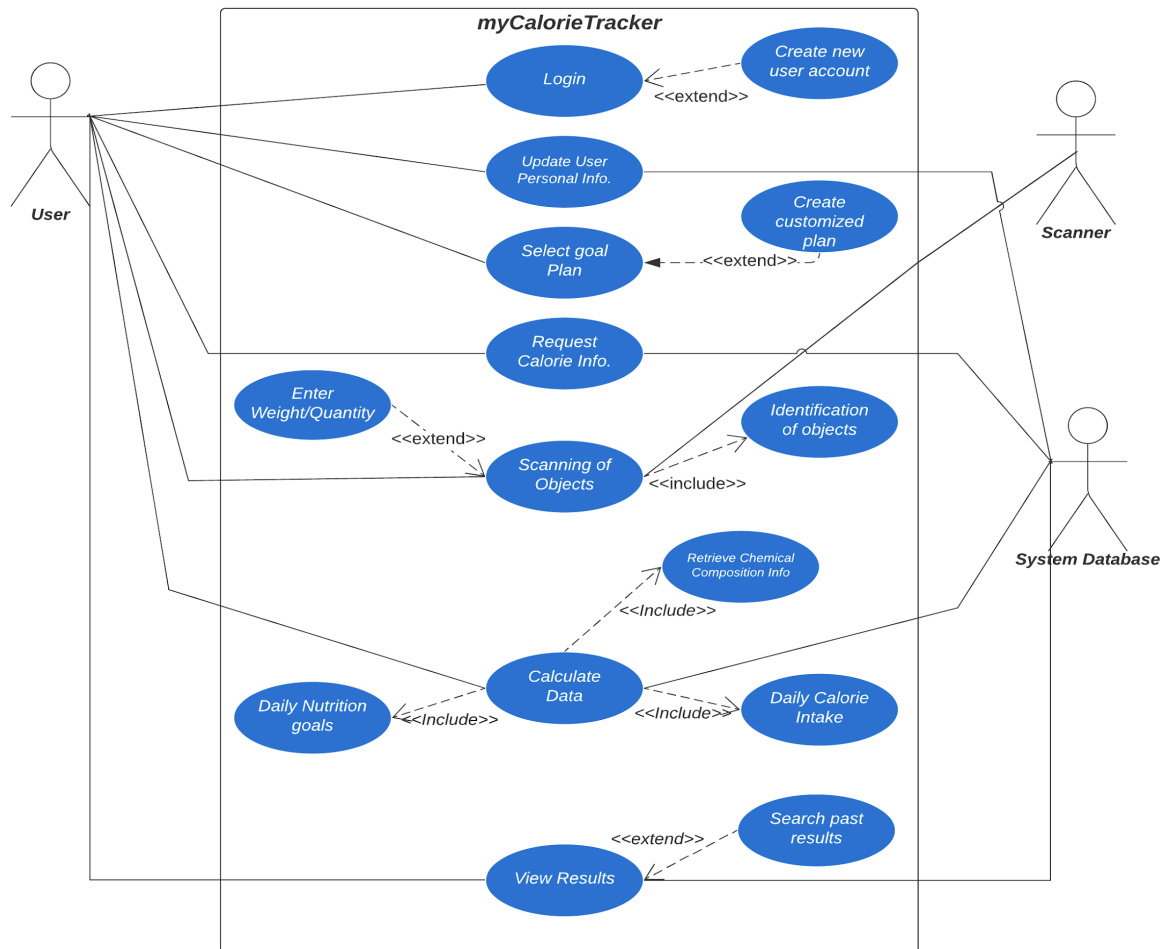 myCalorieTracker
Login
Create new
user account
<<extend>>
User
Update User
Personal Info.
Create
customized
plan
Scanner
Select goal
Plan
<<extend>>
Request
Calorie Info.
Enter
Weight/Quantity
<<extend>>
Identification
of objects
Scanning of
Objects
<<include>>
System Database
Retrieve Chemical
Composition Info
<<Include>>
Calculate
Data
Daily Nutrition
goals
<<Include>>
<<Include>>
Daily Calorie
Intake
Search past
results
<<extend>>
View Results